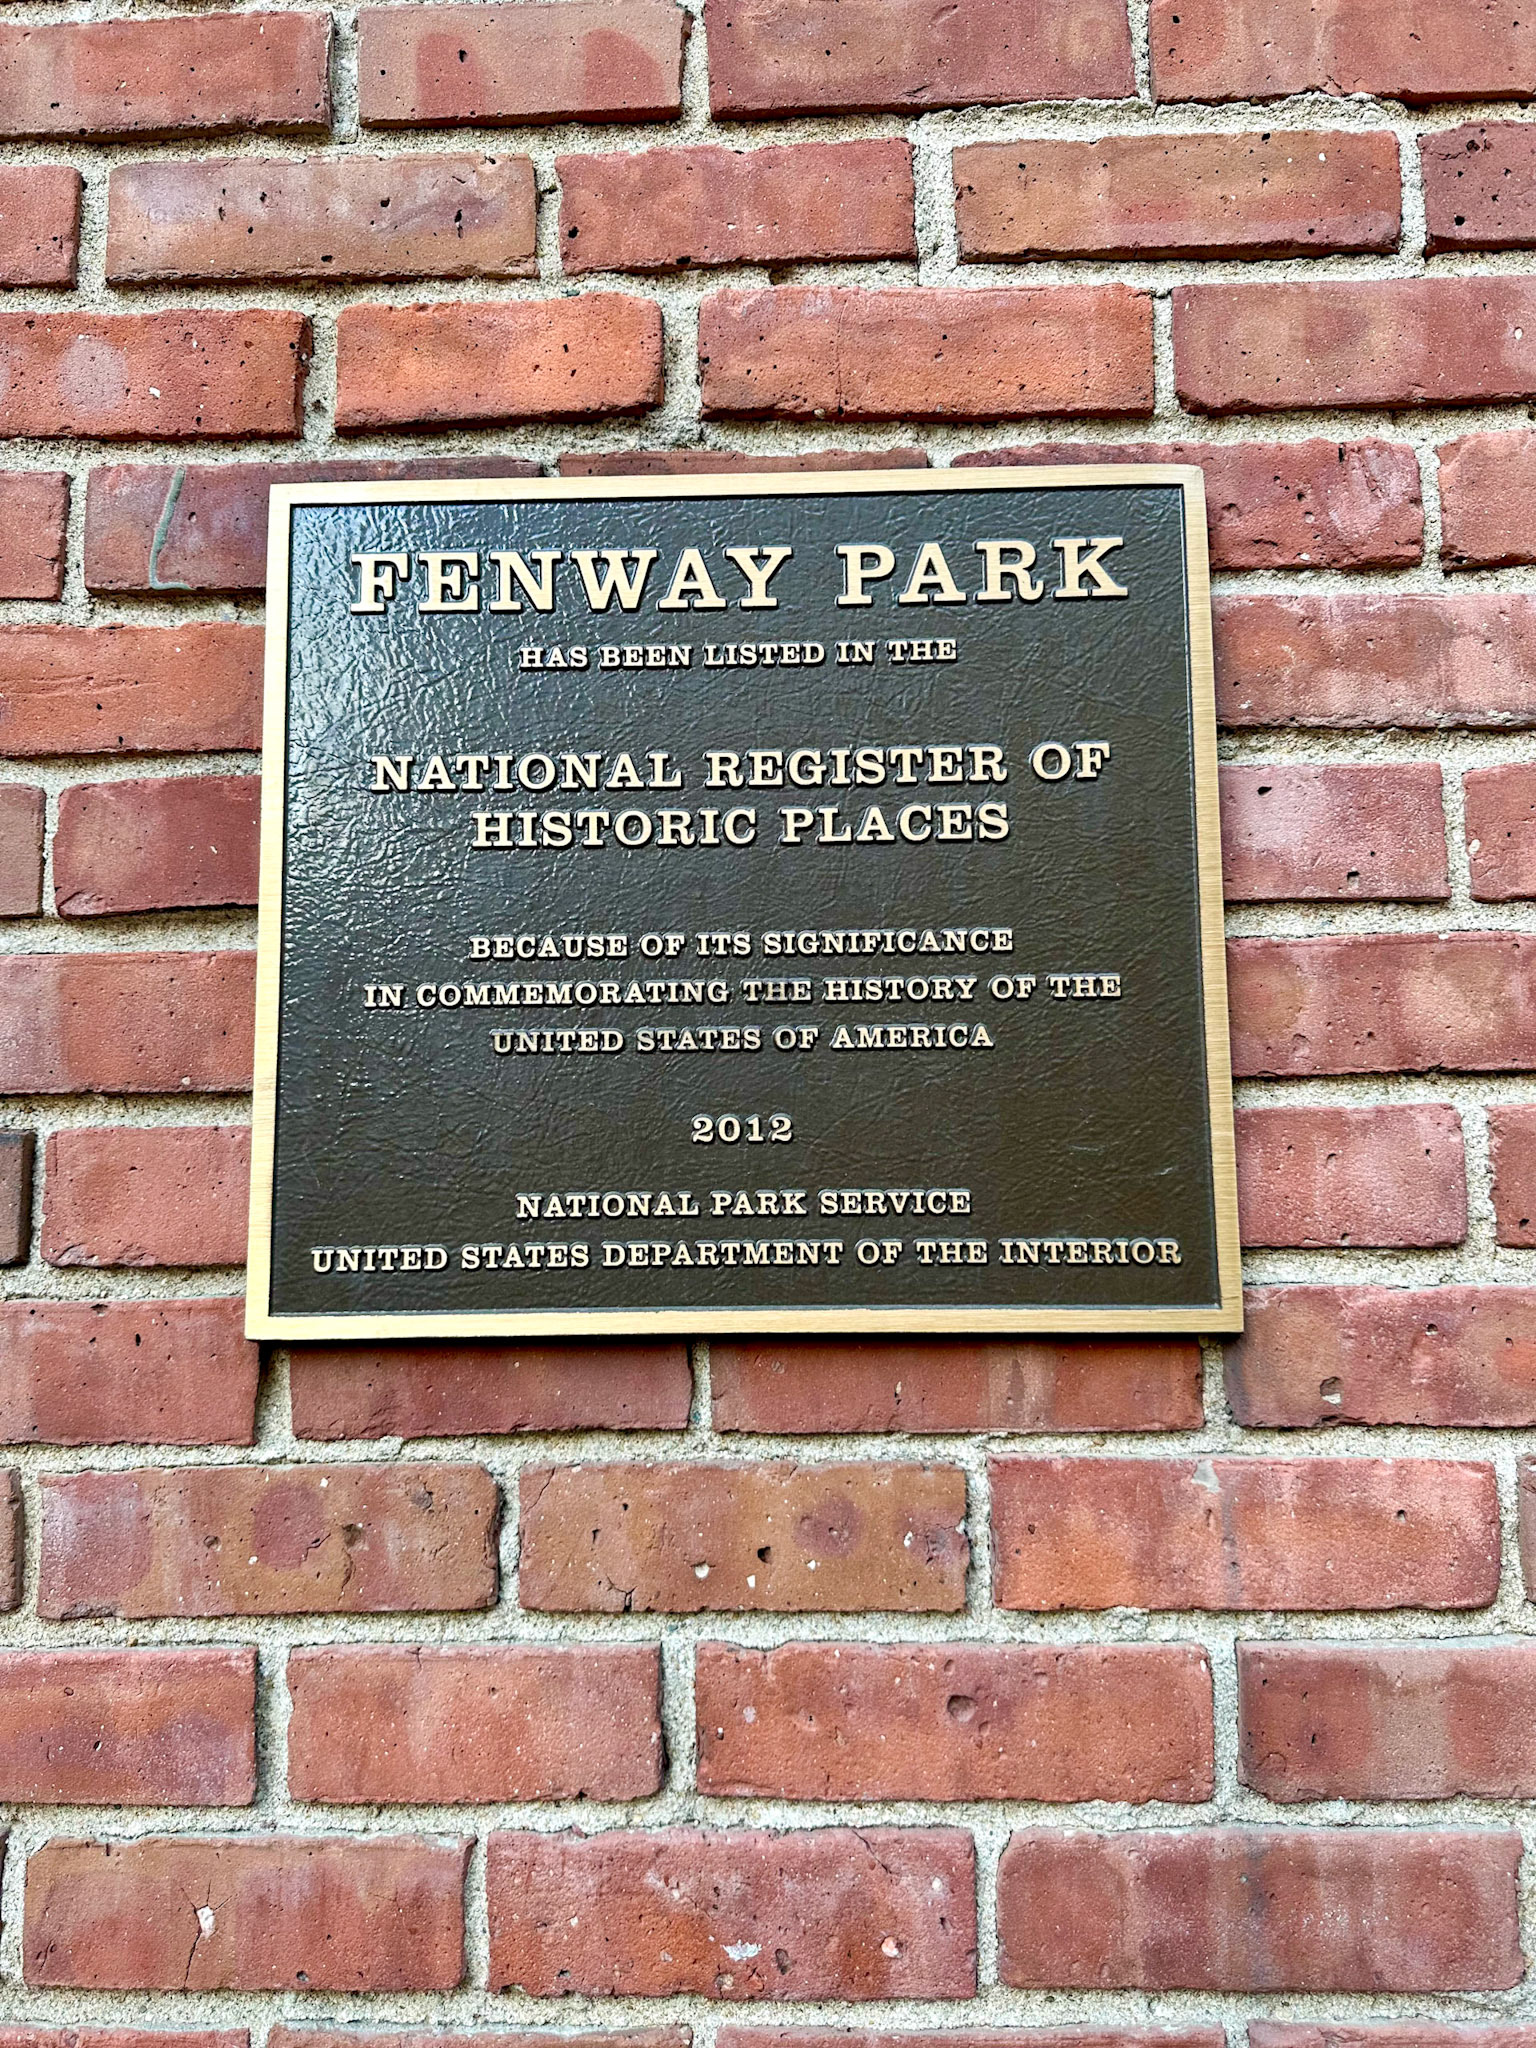 FENWAY PARK
HAS BEEN LISTED IN THE
NATIONAL REGISTER OF
HISTORIC PLACES
BECAUSE OF ITS SIGNIFICANCE
IN COMMEMORATING THE HISTORY OF THE
UNITED STATES OF AMERICA
2012
NATIONAL PARK SERVICE
UNITED STATES DEPARTMENT OF THE INTERIOR